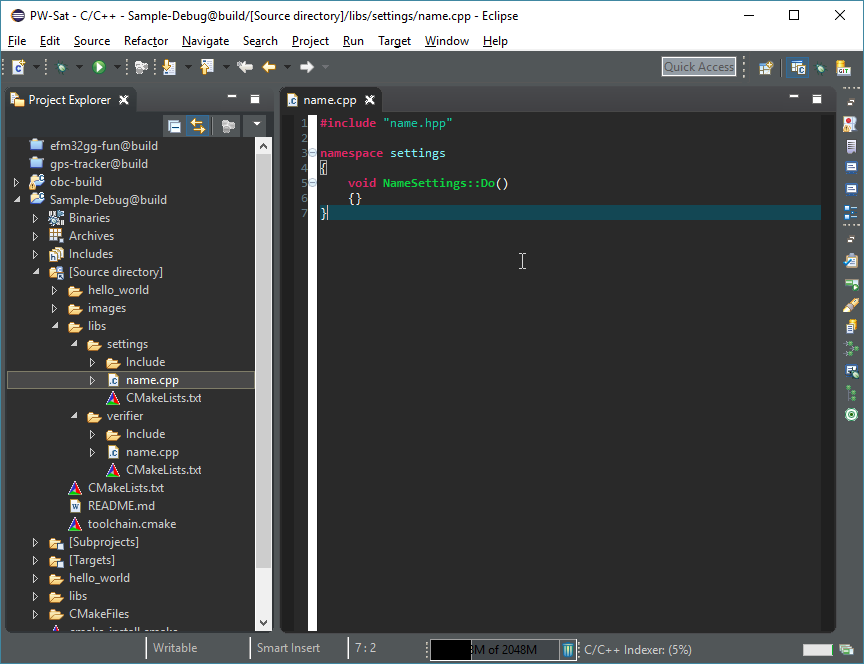 PW-Sat - C/C++ - Sample-Debug@build/[Source directory]/libs/settings/name.cpp - Eclipse
File Edit Source Refactor Navigate Search Project Run Target Window Help
Quick Access
Project Explorer
efm32gg-fun@build
gps-tracker@build
obc-build
Sample-Debug@build
Binaries
Archives
Includes
[Source directory]
hello_world
images
libs
settings
Include
name.cpp
CMakeLists.txt
verifier
Include
name.cpp
CMakeLists.txt
CMakeLists.txt
README.md
toolchain.cmake
[Subprojects]
[Targets]
hello_world
libs
CMakeFiles
name.cpp
1 #include "name.hpp"
2
3 namespace settings
4 {
5 void NameSettings::Do()
6 {}
7 }
Writable
Smart Insert
7 : 2
M of 2048M
C/C++ Indexer: (5%)